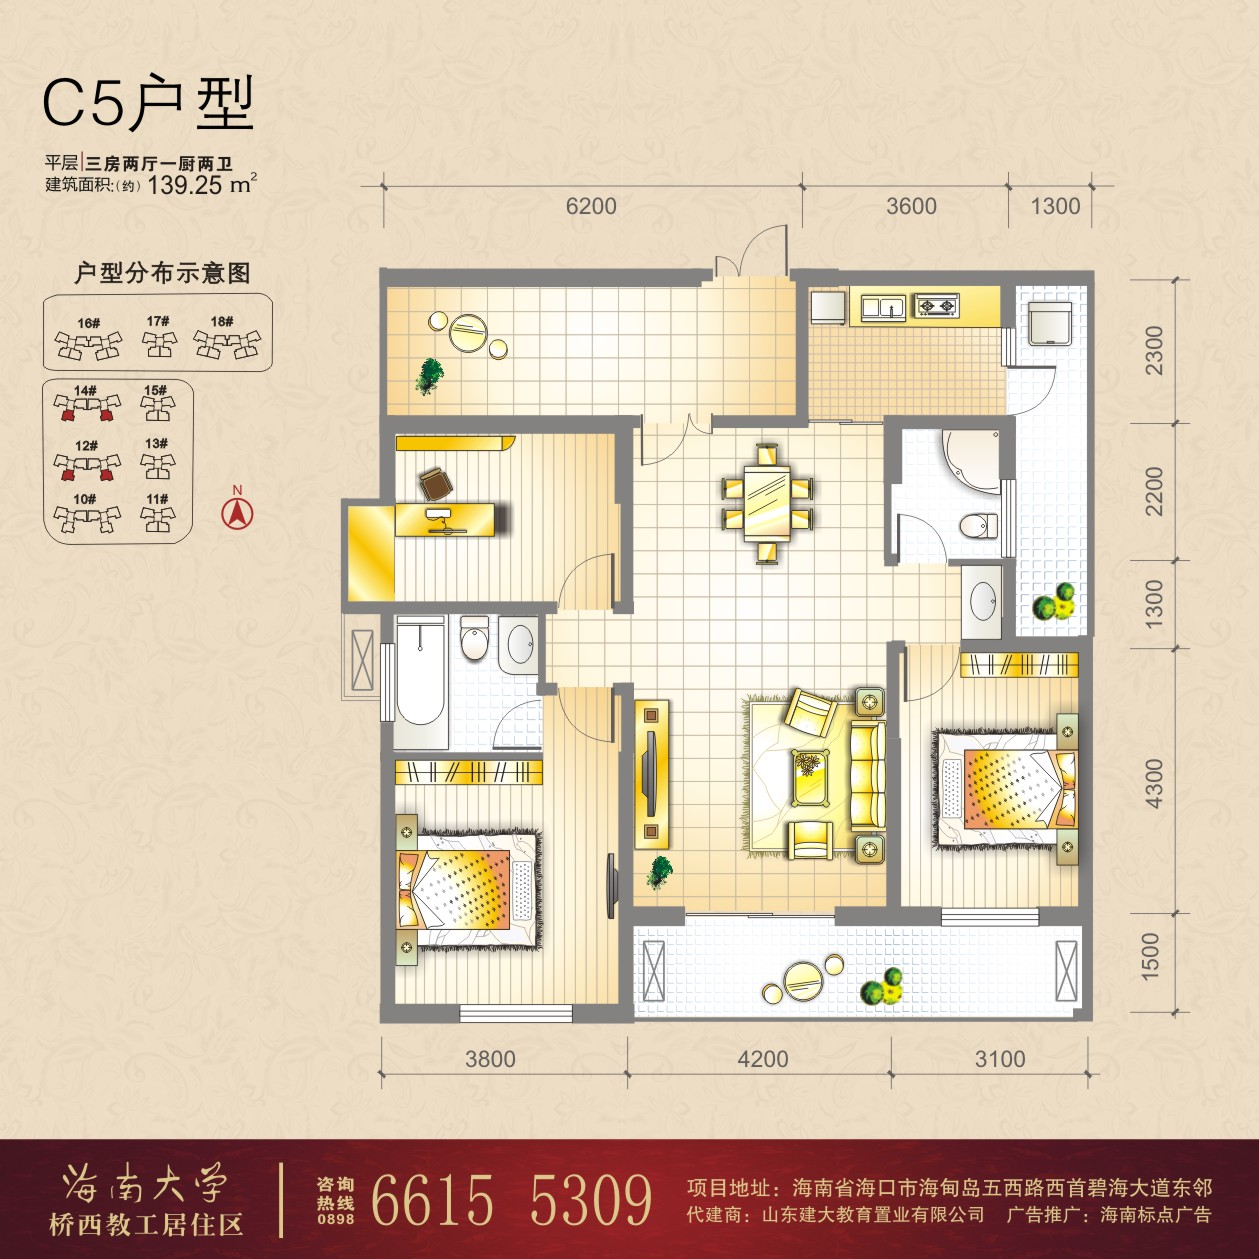 C5户型
平层|三房两厅一厨两卫
建筑面积:(约) 139.25 m²
户型分布示意图
16# 17# 18#
14# 15#
12# 13#
10# 11#
N
6200 3600 1300
2300
2200
1300
4300
1500
3800 4200 3100
海南大学
桥西教工居住区
咨询
热线
0898
6615 5309
项目地址：海南省海口市海甸岛五西路西首碧海大道东邻
代建商：山东建大教育置业有限公司 广告推广：海南标点广告